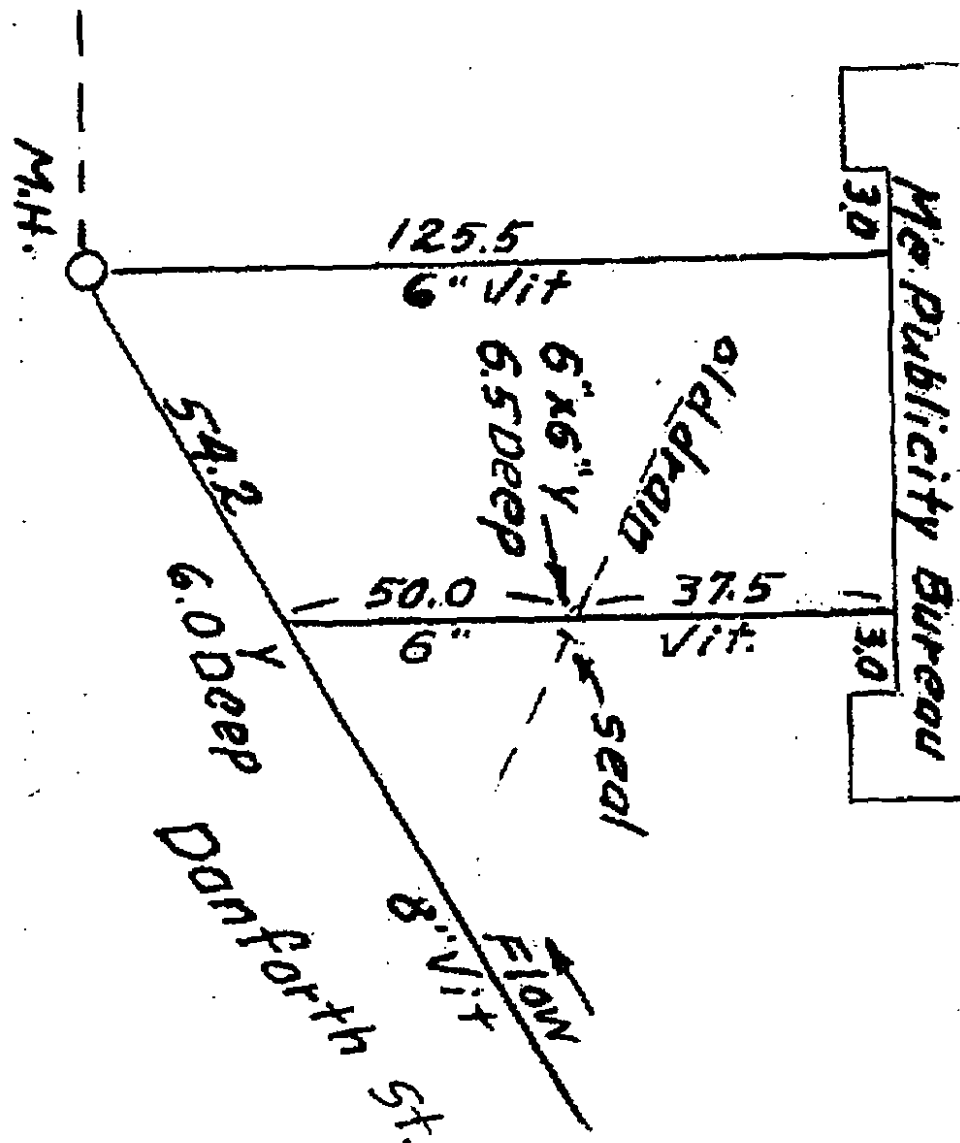 Me. Publicity Bureau
3.0
125.5
6" Vit
M.H.
old drain
6"x6" Y
6.5 Deep
50.0
37.5
6"
Vit.
3.0
seal
54.2
Y
6.0 Deep
8" Vit
Flow
Danforth St.